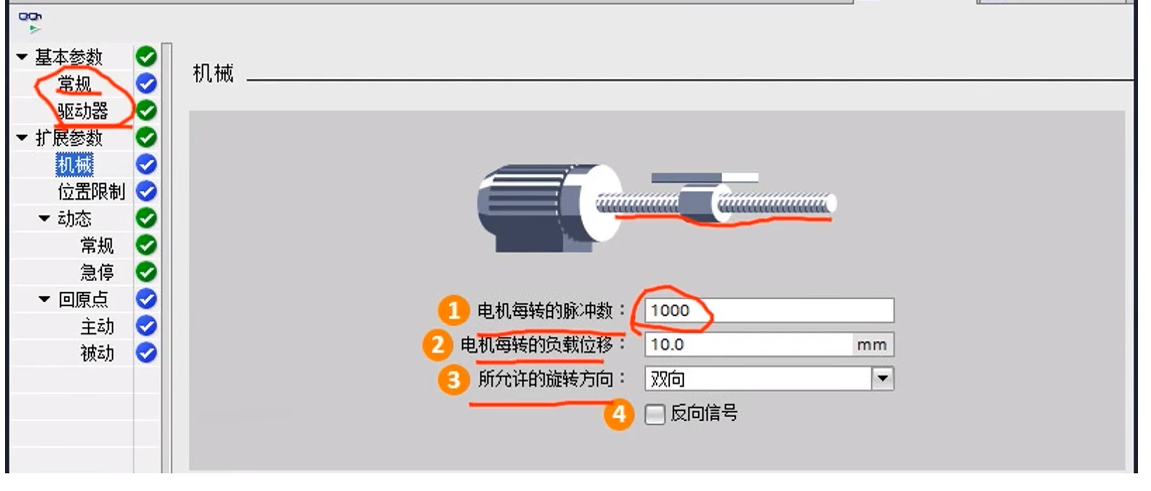 基本参数
常规
驱动器
扩展参数
机械
位置限制
动态
常规
急停
回原点
主动
被动
机械
1 电机每转的脉冲数： 1000
2 电机每转的负载位移： 10.0 mm
3 所允许的旋转方向： 双向
4 反向信号